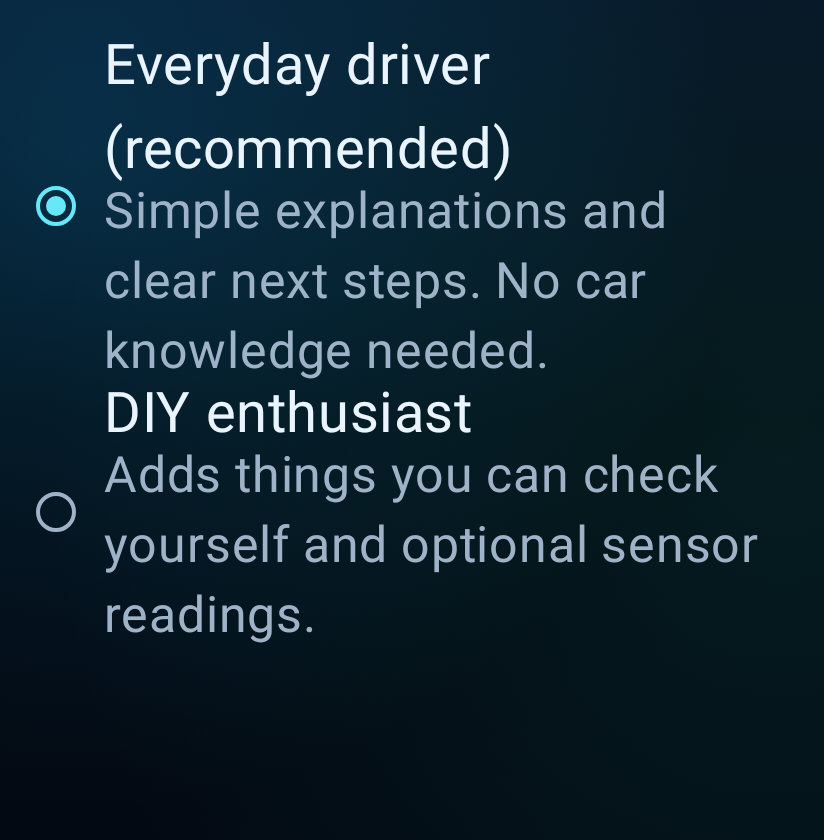 Everyday driver
(recommended)
Simple explanations and
clear next steps. No car
knowledge needed.
DIY enthusiast
Adds things you can check
yourself and optional sensor
readings.